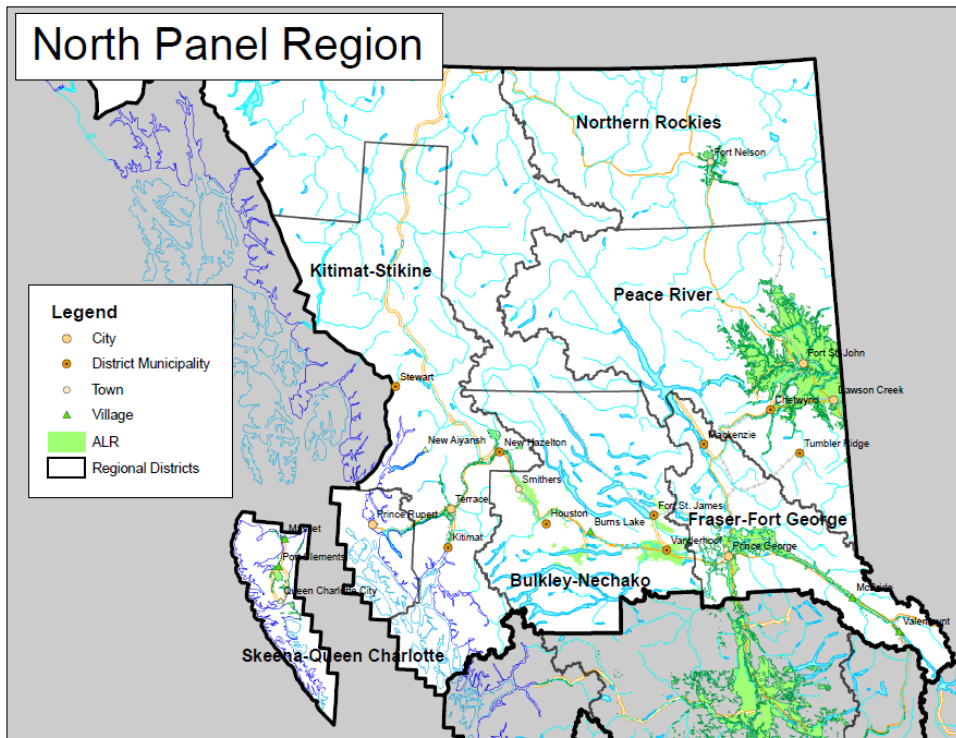 North Panel Region
Northern Rockies
Fort Nelson
Kitimat-Stikine
Peace River
Legend
City
District Municipality
Town
Village
ALR
Regional Districts
Fort St. John
Stewart
Dawson Creek
Chetwynd
New Aiyansh
New Hazelton
Mackenzie
Tumbler Ridge
Smithers
Terrace
Prince Rupert
Houston
Burns Lake
Fort St. James
Fraser-Fort George
Masset
Kitimat
Vanderhoof
Prince George
Port Clements
Bulkley-Nechako
Queen Charlotte City
McBride
Valemount
Skeena-Queen Charlotte